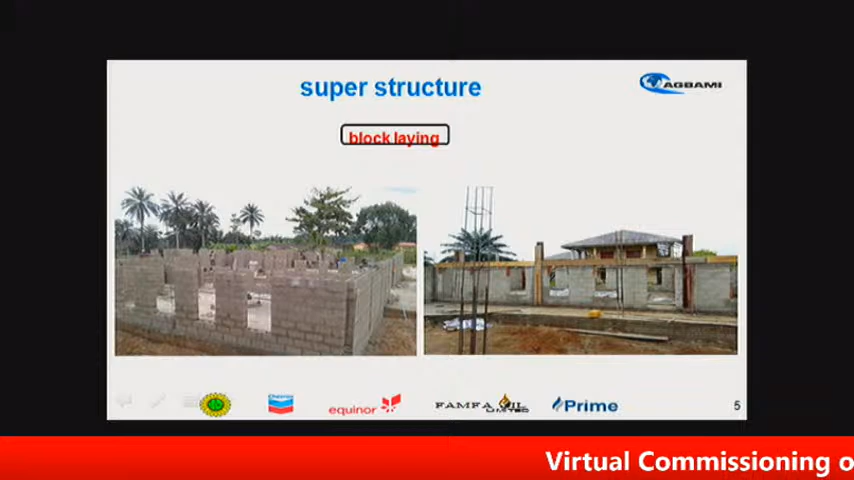 super structure
AGBAMI
block laying
Chevron
equinor
FAMFA OIL
LIMITED
Prime
5
Virtual Commissioning o